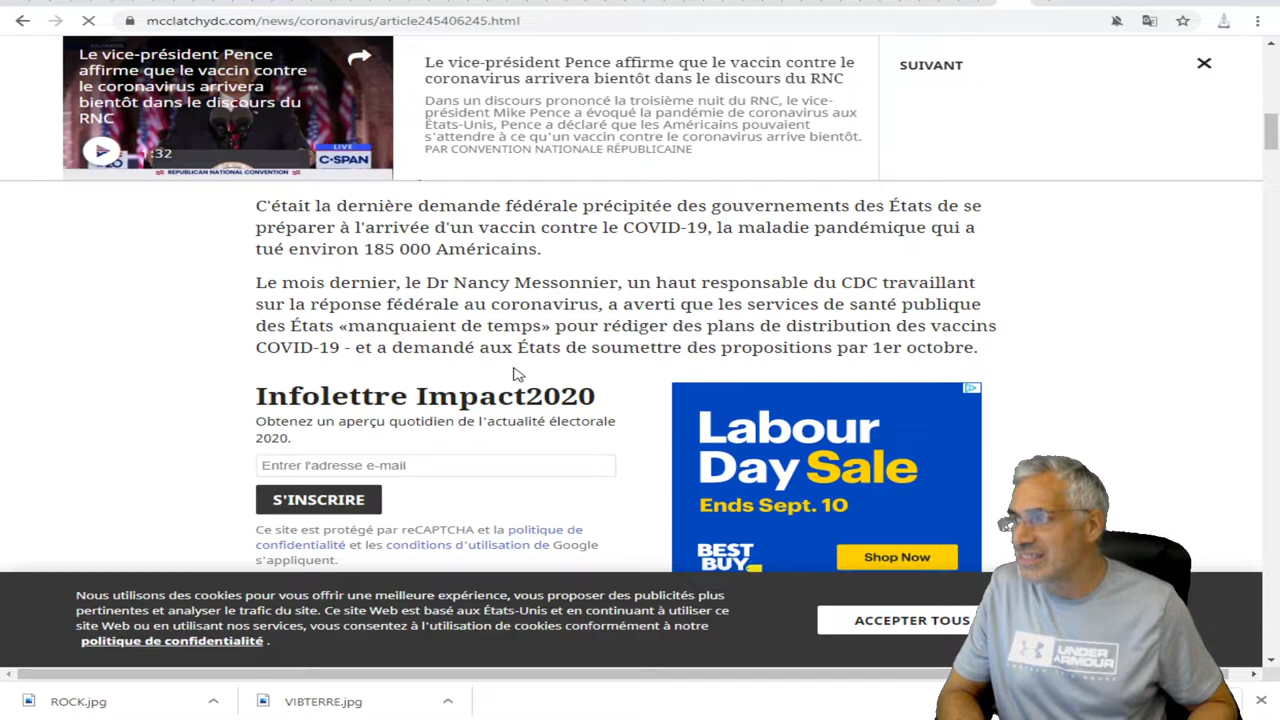 mcclatchydc.com/news/coronavirus/article245406245.html
Le vice-président Pence
affirme que le vaccin contre
le coronavirus arrivera
bientôt dans le discours du
RNC
1:32
LIVE
C-SPAN
REPUBLICAN NATIONAL CONVENTION
Le vice-président Pence affirme que le vaccin contre le
coronavirus arrivera bientôt dans le discours du RNC
Dans un discours prononcé la troisième nuit du RNC, le vice-
président Mike Pence a évoqué la pandémie de coronavirus aux
États-Unis, Pence a déclaré que les Américains pouvaient
s'attendre à ce qu'un vaccin contre le coronavirus arrive bientôt.
PAR CONVENTION NATIONALE RÉPUBLICAINE
SUIVANT
C'était la dernière demande fédérale précipitée des gouvernements des États de se
préparer à l'arrivée d'un vaccin contre le COVID-19, la maladie pandémique qui a
tué environ 185 000 Américains.
Le mois dernier, le Dr Nancy Messonnier, un haut responsable du CDC travaillant
sur la réponse fédérale au coronavirus, a averti que les services de santé publique
des États «manquaient de temps» pour rédiger des plans de distribution des vaccins
COVID-19 - et a demandé aux États de soumettre des propositions par 1er octobre.
Infolettre Impact2020
Obtenez un aperçu quotidien de l'actualité électorale
2020.
Entrer l'adresse e-mail
S'INSCRIRE
Ce site est protégé par reCAPTCHA et la politique de
confidentialité et les conditions d'utilisation de Google
s'appliquent.
Labour
Day Sale
Ends Sept. 10
BEST
BUY
Shop Now
Nous utilisons des cookies pour vous offrir une meilleure expérience, vous proposer des publicités plus
pertinentes et analyser le trafic du site. Ce site Web est basé aux États-Unis et en continuant à utiliser ce
site Web ou en utilisant nos services, vous consentez à l'utilisation de cookies conformément à notre
politique de confidentialité .
ACCEPTER TOUS
UNDER
ARMOUR
ROCK.jpg
VIBTERRE.jpg